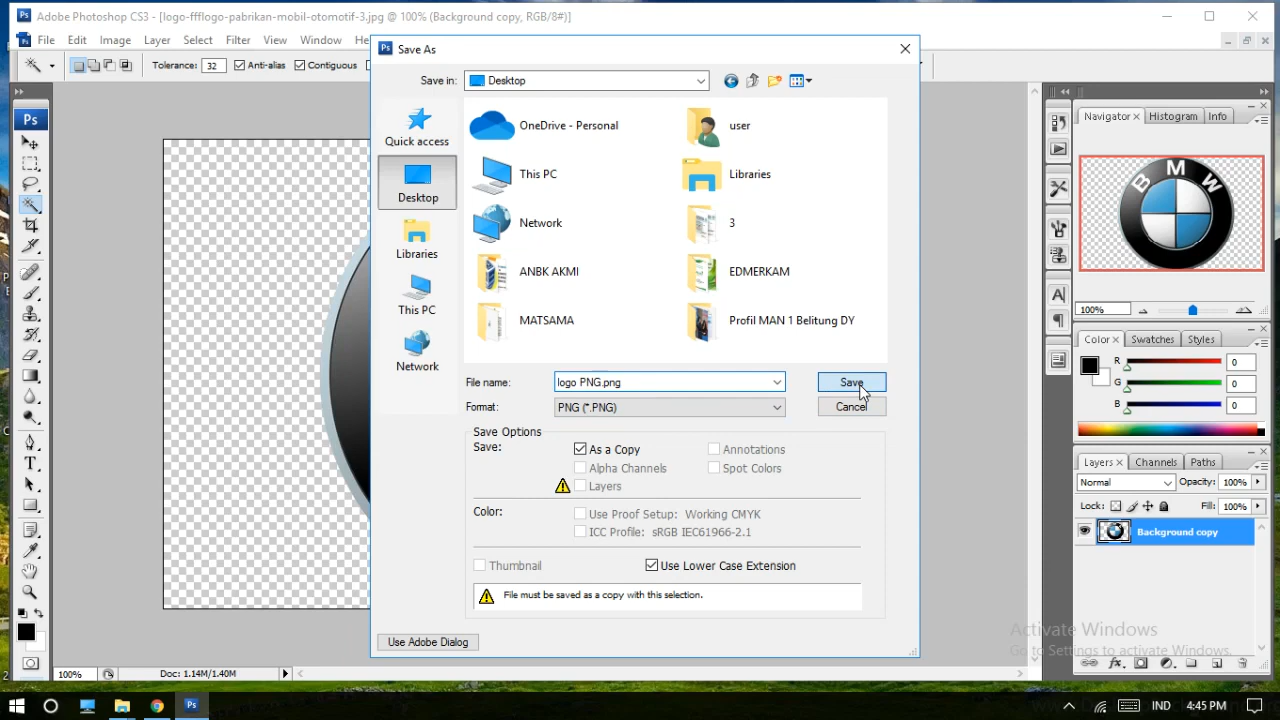 Adobe Photoshop CS3 - [logo-ffflogo-pabrikan-mobil-otomotif-3.jpg @ 100% (Background copy, RGB/8#)]
File Edit Image Layer Select Filter View Window
Tolerance: 32 Anti-alias Contiguous
Save As
Save in: Desktop
Quick access
Desktop
Libraries
This PC
Network
OneDrive - Personal
user
This PC
Libraries
Network
3
ANBK AKMI
EDMERKAM
MATSAMA
Profil MAN 1 Belitung DY
File name: logo PNG.png Save
Format: PNG (*.PNG) Cancel
Save Options
Save: As a Copy Annotations
Alpha Channels Spot Colors
Layers
Color: Use Proof Setup: Working CMYK
ICC Profile: sRGB IEC61966-2.1
Thumbnail Use Lower Case Extension
File must be saved as a copy with this selection.
Use Adobe Dialog
Ps
Navigator Histogram Info
BMW
100%
Color Swatches Styles
R 0
G 0
B 0
Layers Channels Paths
Normal Opacity: 100%
Lock: Fill: 100%
Background copy
Activate Windows
Go to Settings to activate Windows.
100% Doc: 1.14M/1.40M
IND 4:45 PM